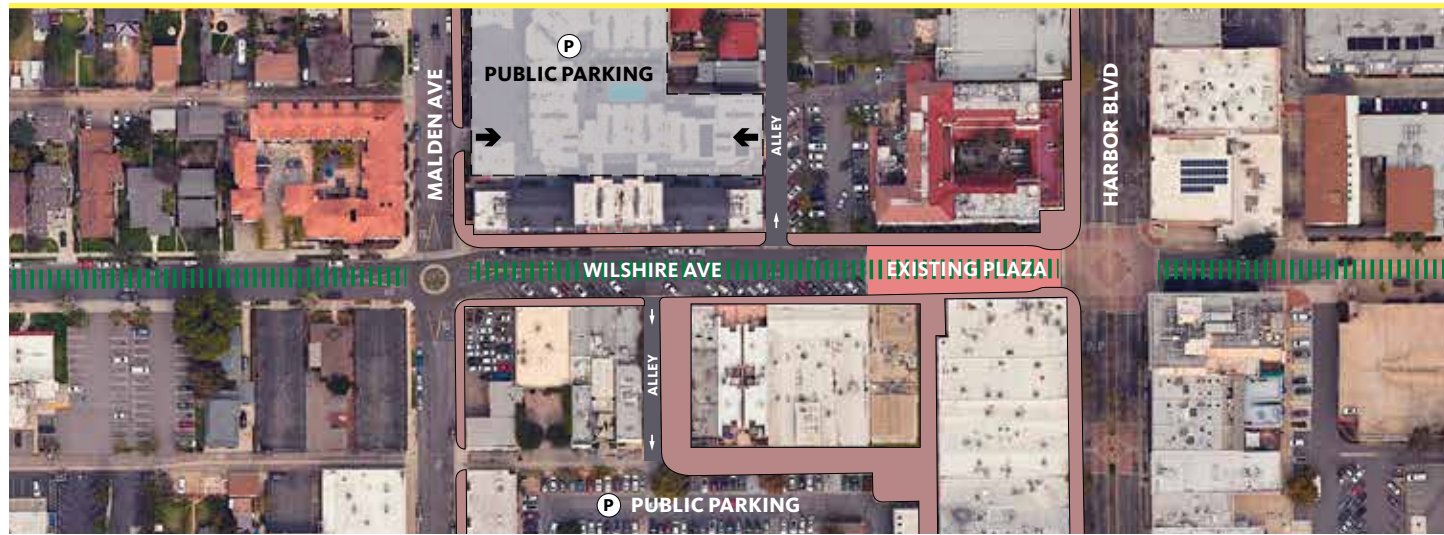 P
PUBLIC PARKING
MALDEN AVE
ALLEY
HARBOR BLVD
WILSHIRE AVE
EXISTING PLAZA
ALLEY
P PUBLIC PARKING